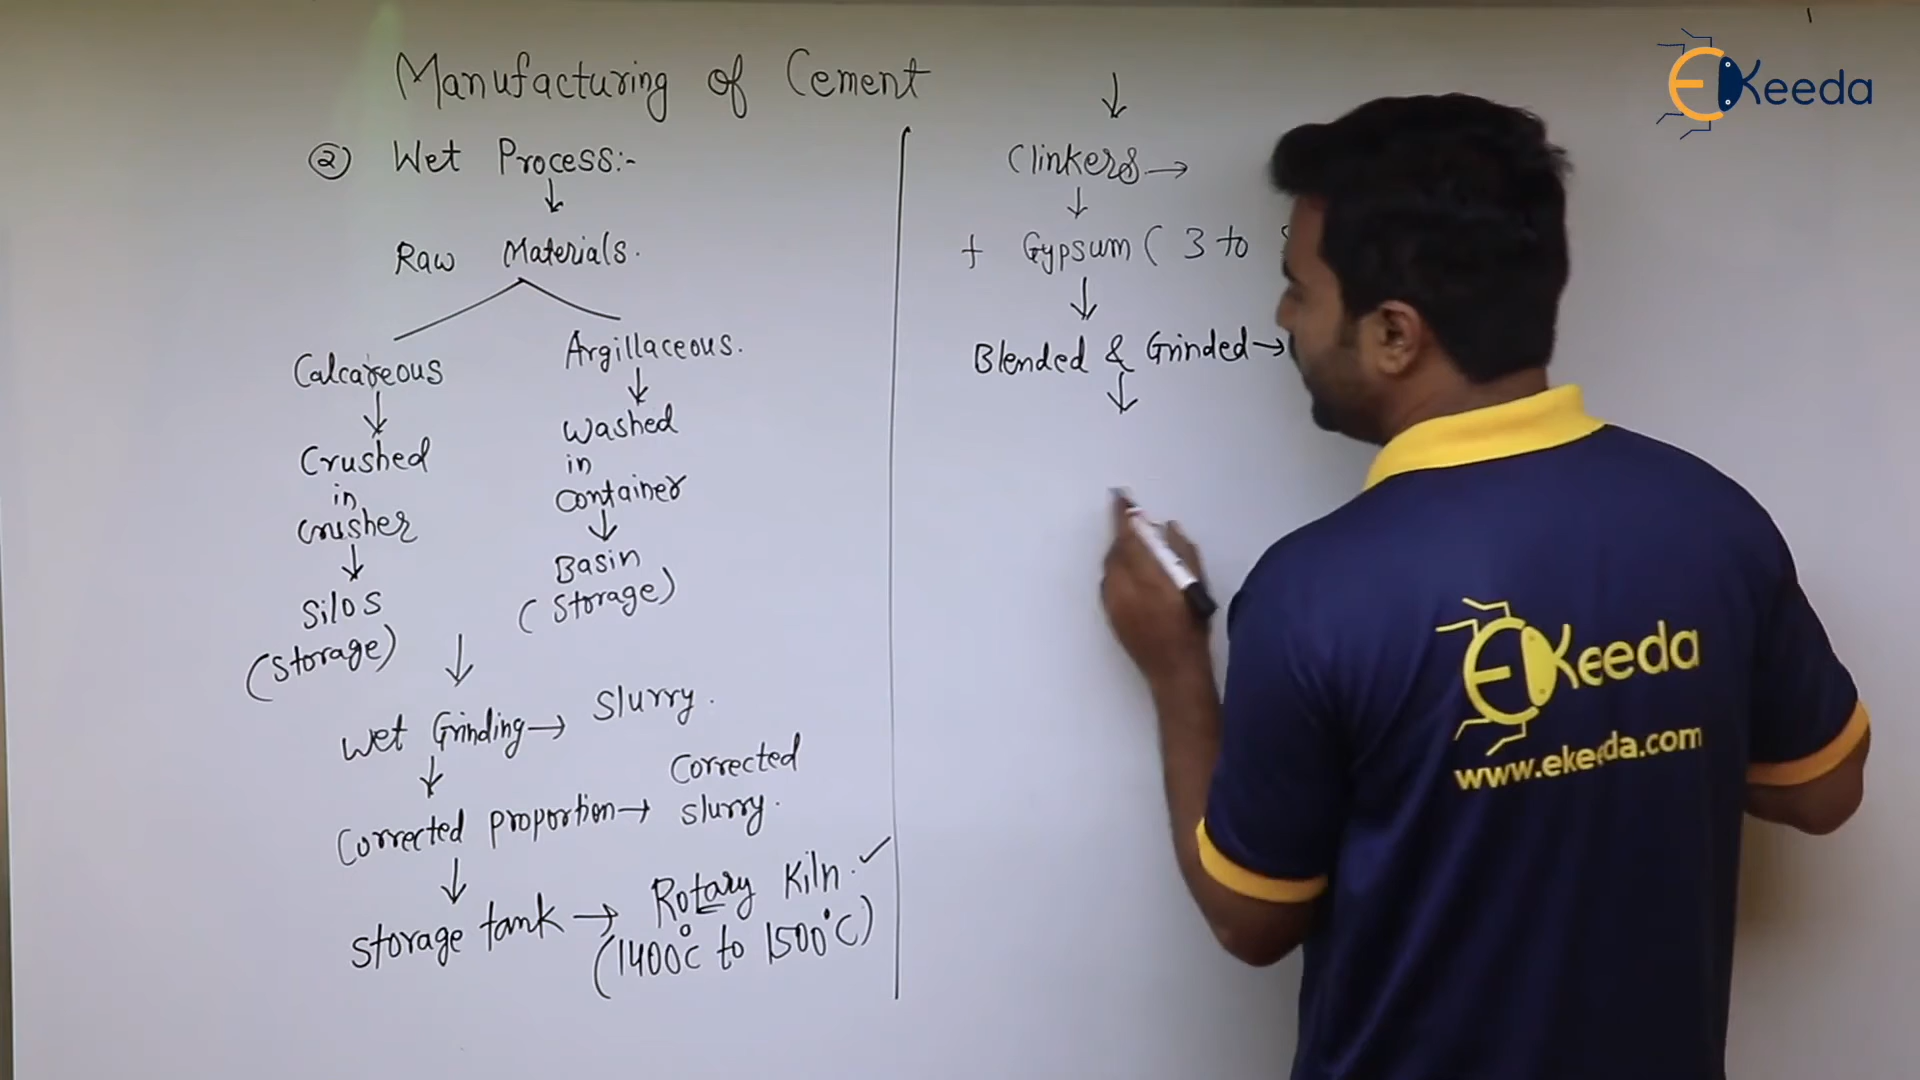 Manufacturing of Cement
② Wet Process:-
Raw Materials.
Calcareous
Crushed
in
crusher
Silos
(Storage)
Argillaceous.
Washed
in
Container
Basin
(Storage)
Wet Grinding → Slurry.
Corrected proportion → Corrected
slurry.
Storage tank → Rotary Kiln. ✓
(1400°C to 1500°C)
Clinkers →
+ Gypsum ( 3 to
Blended & Grinded →
EKeeda
EKeeda
www.ekeeda.com